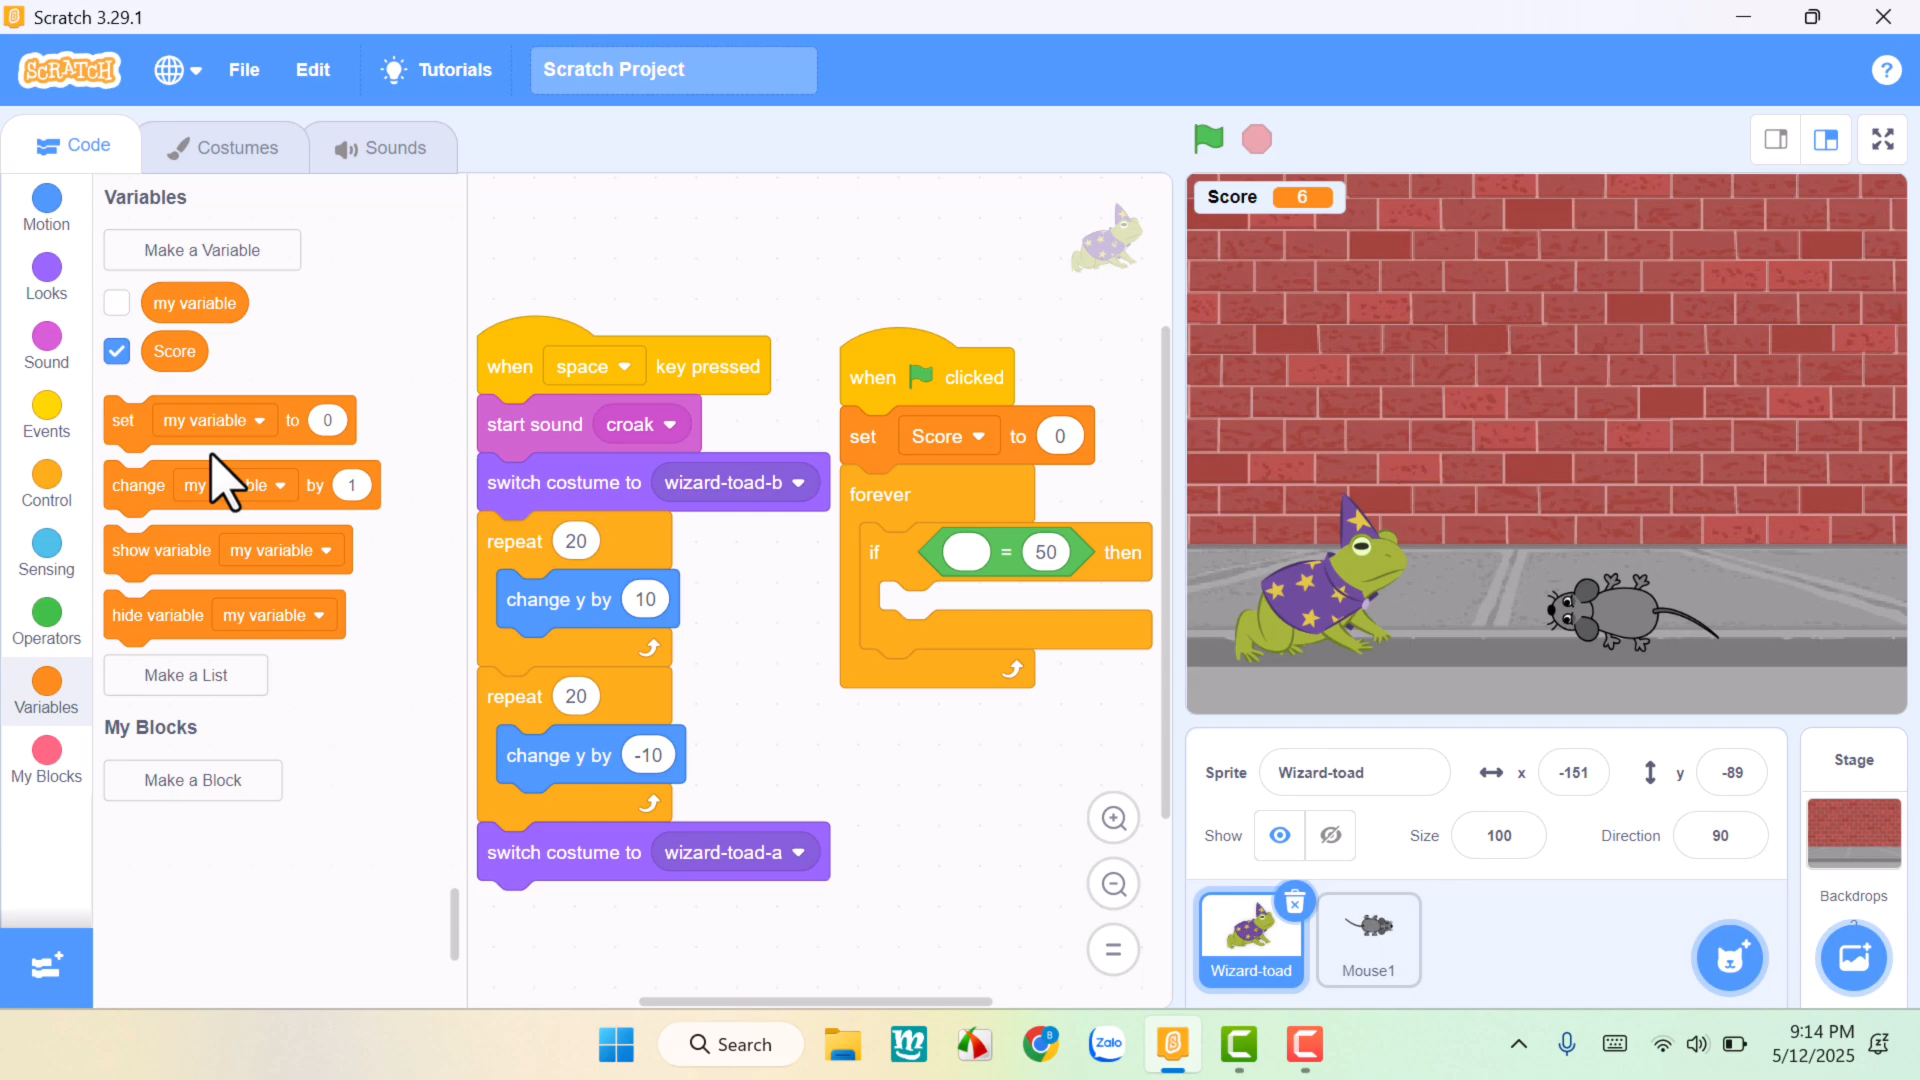 Scratch 3.29.1
SCRATCH
File
Edit
Tutorials
Scratch Project
?
Code
Costumes
Sounds
Motion
Looks
Sound
Events
Control
Sensing
Operators
Variables
My Blocks
Variables
Make a Variable
my variable
Score
set my variable to 0
change by 1
show variable my variable
hide variable my variable
Make a List
My Blocks
Make a Block
when space key pressed
start sound croak
switch costume to wizard-toad-b
repeat 20
change y by 10
repeat 20
change y by -10
switch costume to wizard-toad-a
when clicked
set Score to 0
forever
if = 50 then
Score 6
Sprite Wizard-toad x -151 y -89
Show Size 100 Direction 90
Wizard-toad
Mouse1
Stage
Backdrops
Search
Zalo
9:14 PM
5/12/2025